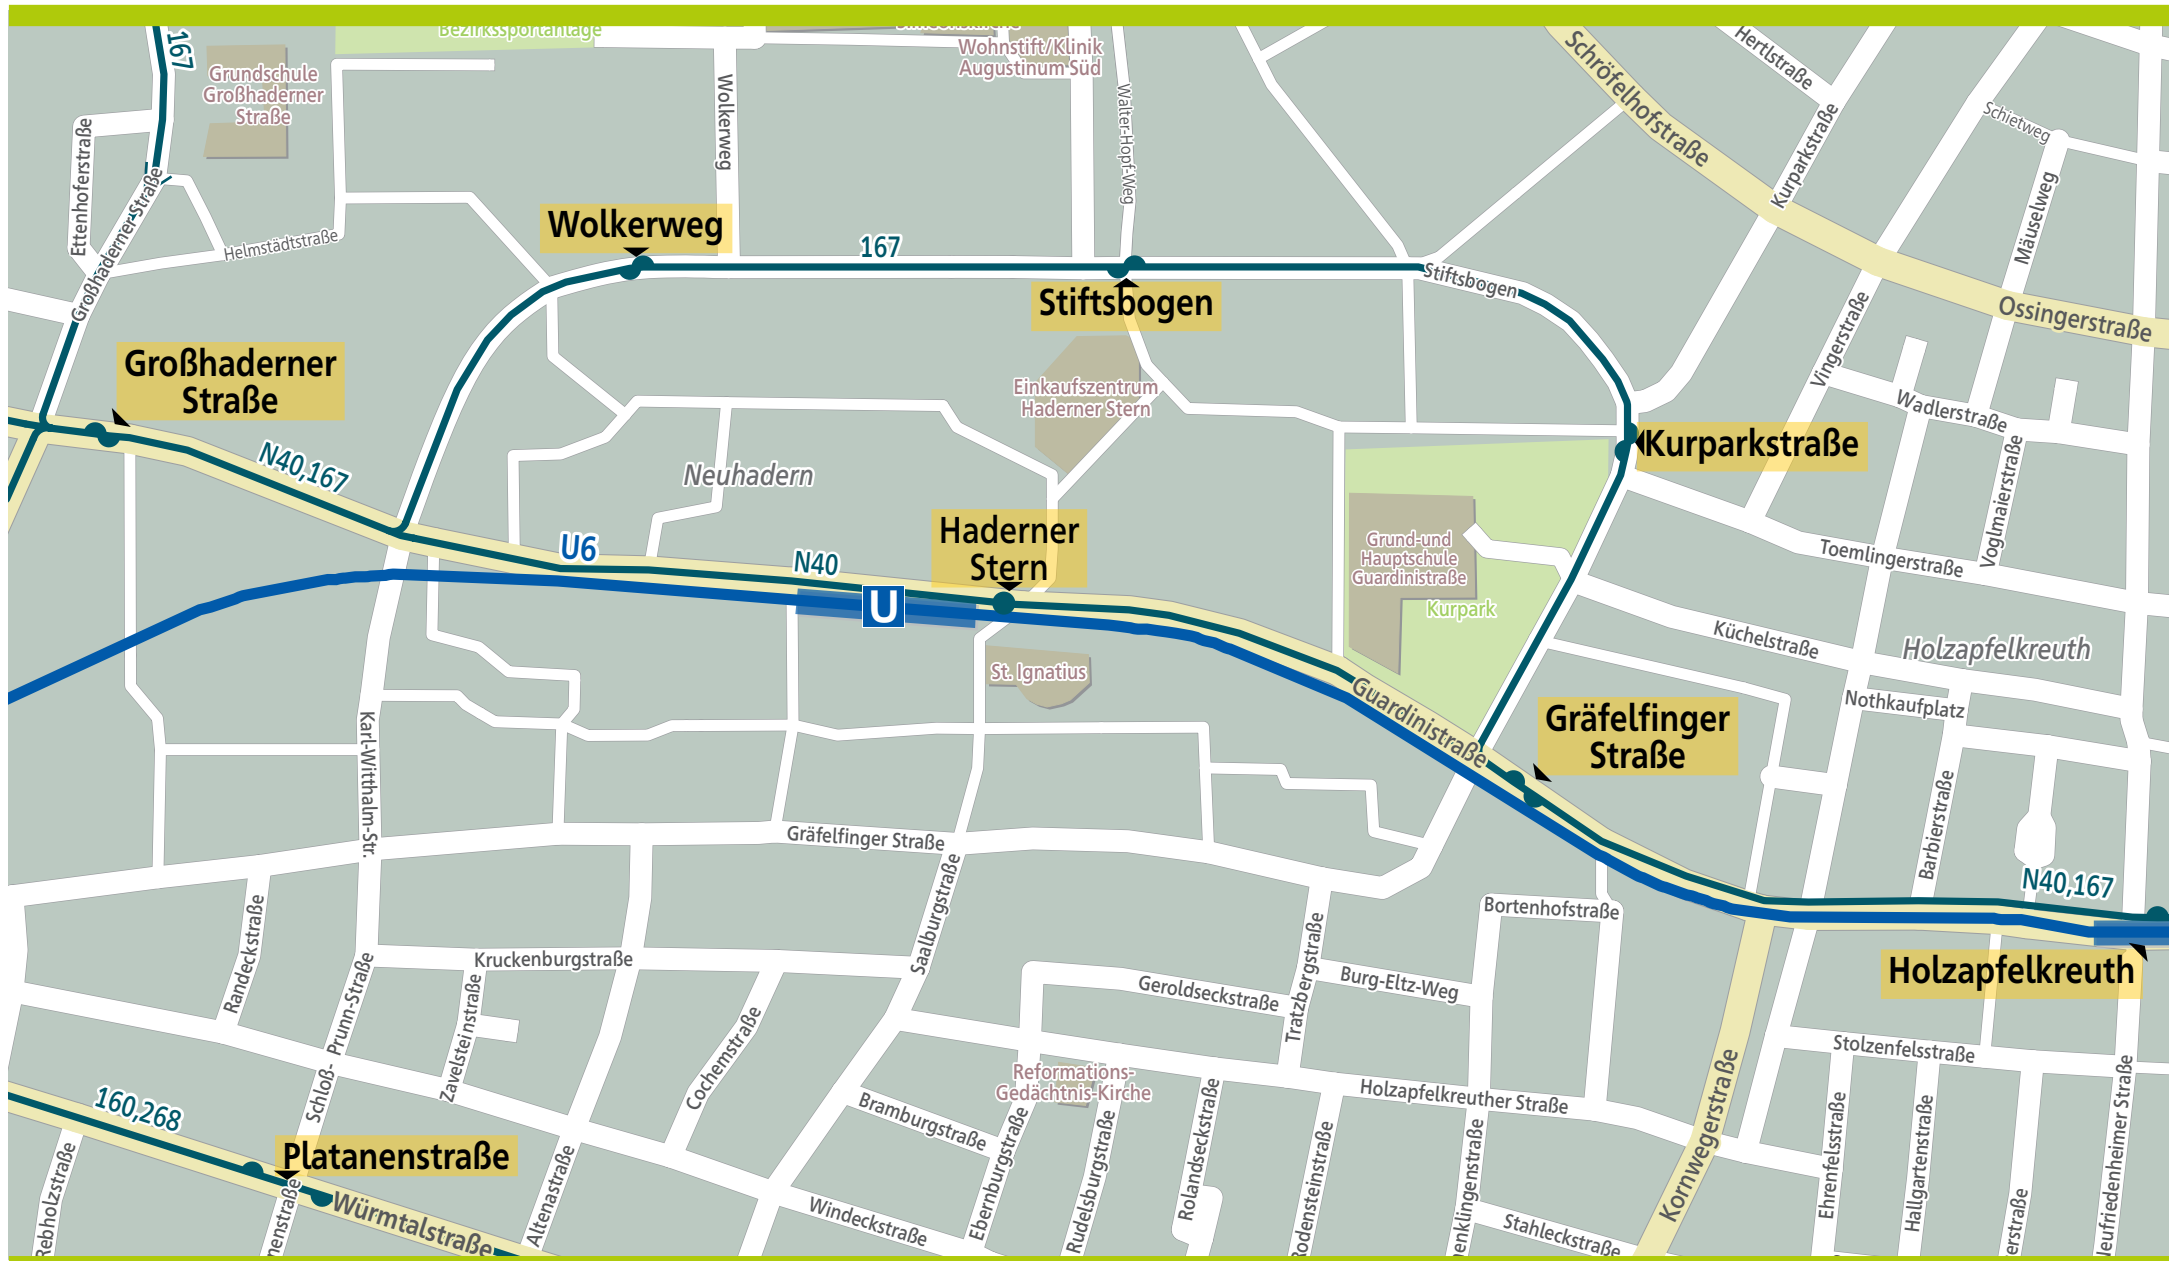 Bezirkssportanlage
Simeonskirche
Wohnstift/Klinik
Augustinum Süd
167
Grundschule
Großhaderner
Straße
Wolkerweg
Walter-Hopf-Weg
Schröfelhofstraße
Hertlstraße
Kurparkstraße
Schietweg
Mäuselweg
Ettenhoferstraße
Großhaderner-Straße
Helmstädtstraße
Wolkerweg
167
Stiftsbogen
Stiftsbogen
Ossingerstraße
Vingerstraße
Großhaderner
Straße
Einkaufszentrum
Haderner Stern
Wadlerstraße
Kurparkstraße
Voglmaierstraße
N40,167
Neuhadern
Haderner
Stern
U6
N40
U
Grund-und
Hauptschule
Guardinistraße
Kurpark
Toemlingerstraße
Küchelstraße
Holzapfelkreuth
St. Ignatius
Guardinistraße
Nothkaufplatz
Gräfelfinger
Straße
Karl-Witthalm-Str.
Gräfelfinger Straße
Barbierstraße
N40,167
Saalburgstraße
Bortenhofstraße
Randeckstraße
Kruckenburgstraße
Tratzbergstraße
Holzapfelkreuth
Schloß- Prunn-Straße
Zavelsteinstraße
Geroldseckstraße
Burg-Eltz-Weg
Cochemstraße
Stolzenfelsstraße
Reformations-
Gedächtnis-Kirche
Holzapfelkreuther Straße
Kornwegerstraße
160,268
Bramburgstraße
Platanenstraße
Rebholzstraße
nenstraße
Würmtalstraße
Altenastraße
Windeckstraße
Ebernburgstraße
Rudelsburgstraße
Rolandseckstraße
Bodensteinstraße
enklingenstraße
Stahleckstraße
Ehrenfelsstraße
Hallgartenstraße
erstraße
Neufriedenheimer Straße